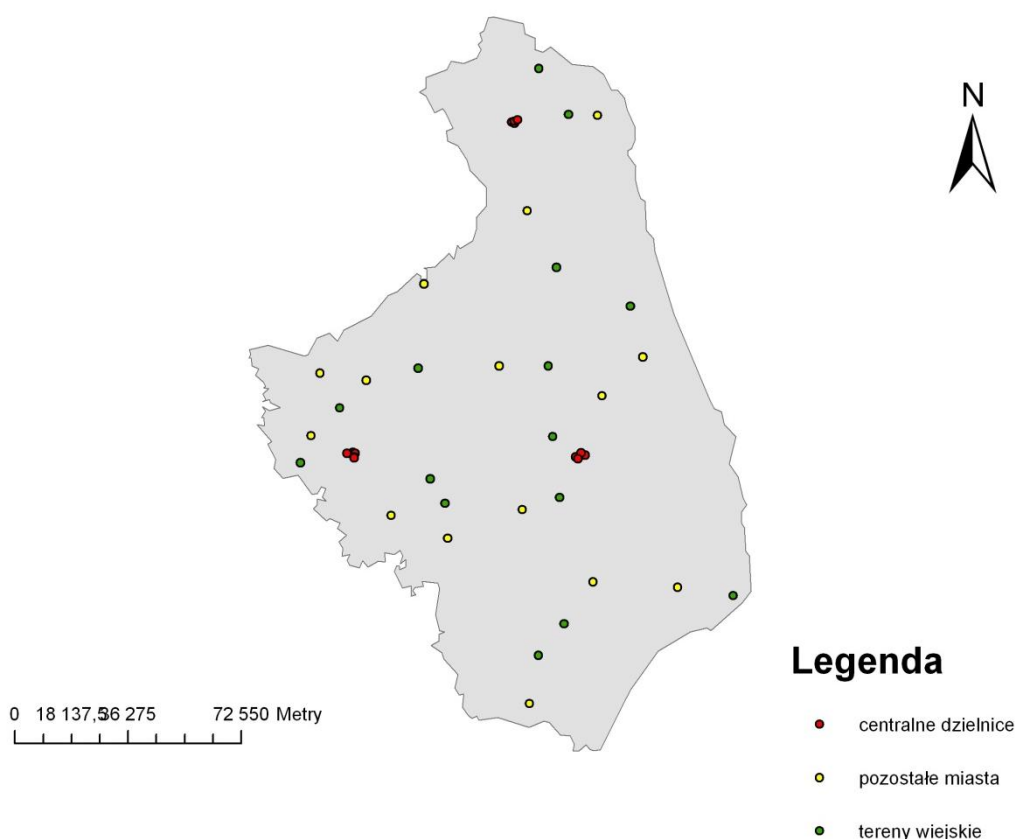 N
Legenda
0 18 137,536 275 72 550 Metry
centralne dzielnice
pozostałe miasta
tereny wiejskie